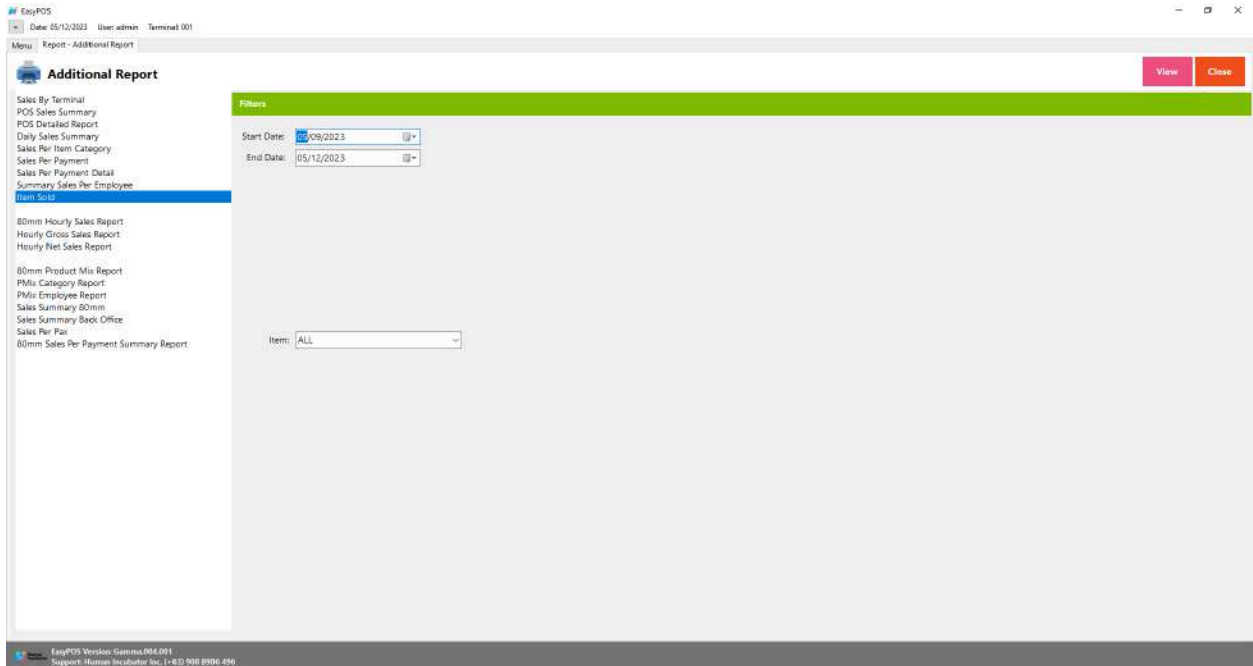 EasyPOS
Date: 05/12/2023 User: admin Terminal: 001
Menu Report - Additional Report
Additional Report
View Close
Sales By Terminal
POS Sales Summary
POS Detailed Report
Daily Sales Summary
Sales Per Item Category
Sales Per Payment
Sales Per Payment Detail
Summary Sales Per Employee
Item Sold
80mm Hourly Sales Report
Hourly Gross Sales Report
Hourly Net Sales Report
80mm Product Mix Report
PMix Category Report
PMix Employee Report
Sales Summary 80mm
Sales Summary Back Office
Sales Per Pax
80mm Sales Per Payment Summary Report
Filters
Start Date: 05/09/2023
End Date: 05/12/2023
Item: ALL
EasyPOS Version: Gamma.004.001
Support: Human Incubator Inc. (+63) 908 8906 496